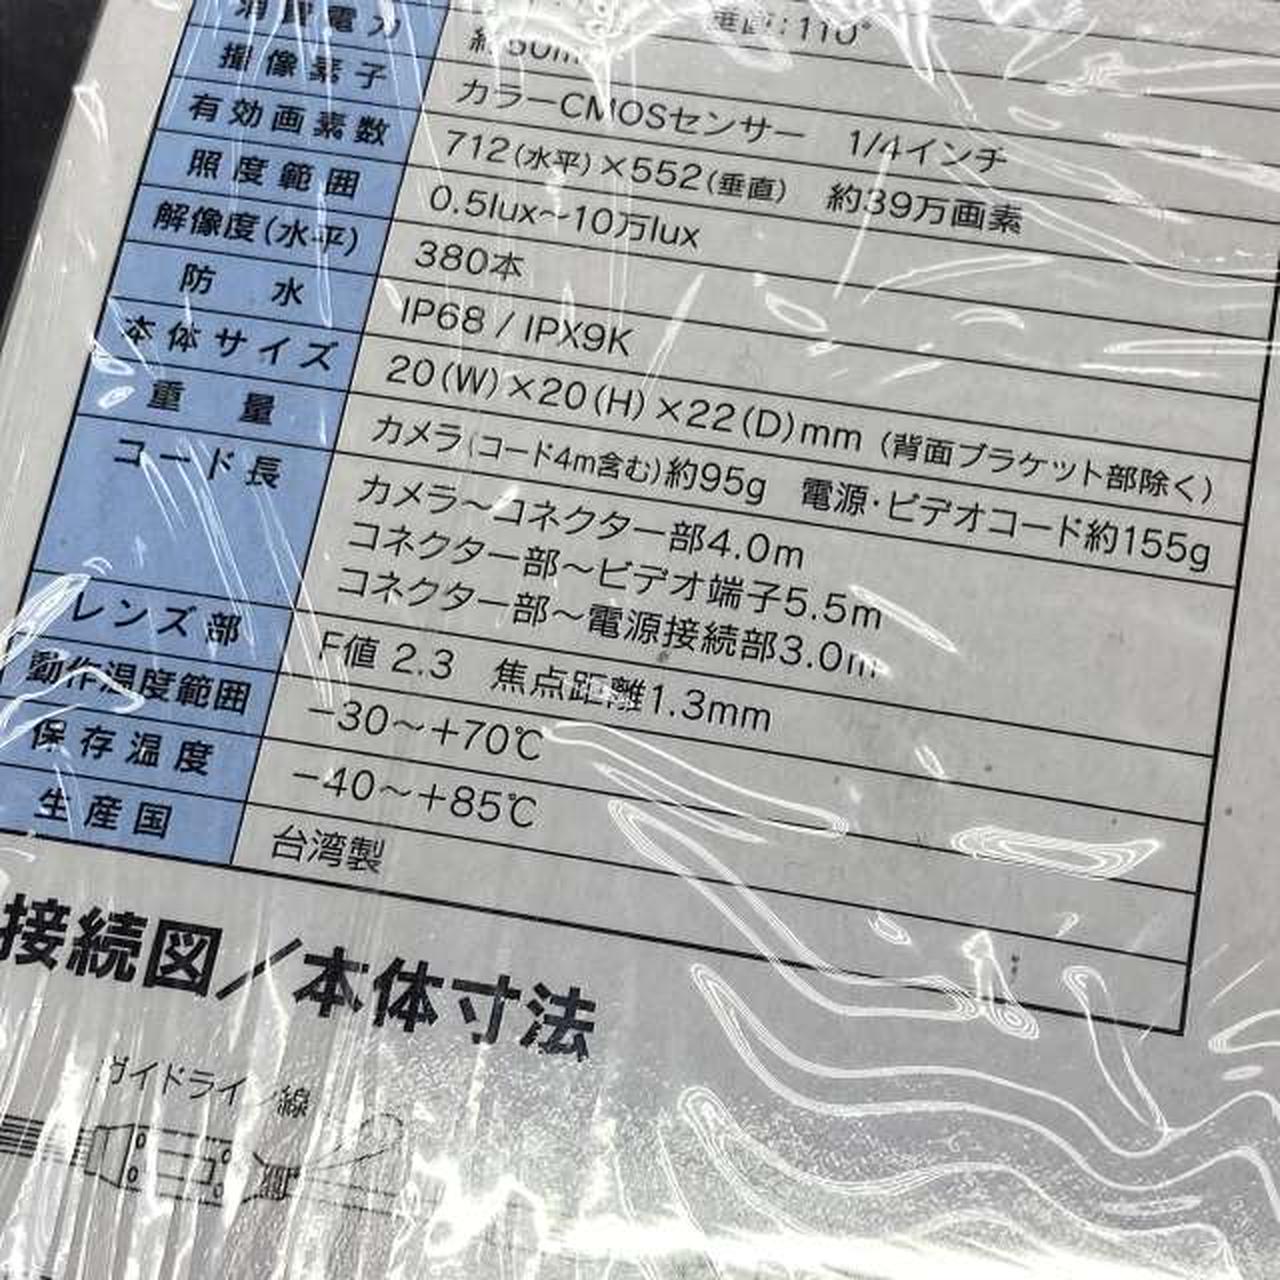 垂直:110°
消費電力
撮像素子 カラーCMOSセンサー 1/4インチ
有効画素数 712(水平)×552(垂直) 約39万画素
照度範囲 0.5lux〜10万lux
解像度(水平) 380本
防水 IP68 / IPX9K
本体サイズ 20(W)×20(H)×22(D)mm (背面ブラケット部除く)
重量 カメラ(コード4m含む)約95g 電源・ビデオコード約155g
コード長 カメラ〜コネクター部4.0m
コネクター部〜ビデオ端子5.5m
コネクター部〜電源接続部3.0m
レンズ部 F値 2.3 焦点距離1.3mm
動作温度範囲 −30〜+70℃
保存温度 −40〜+85℃
生産国 台湾製
接続図/本体寸法